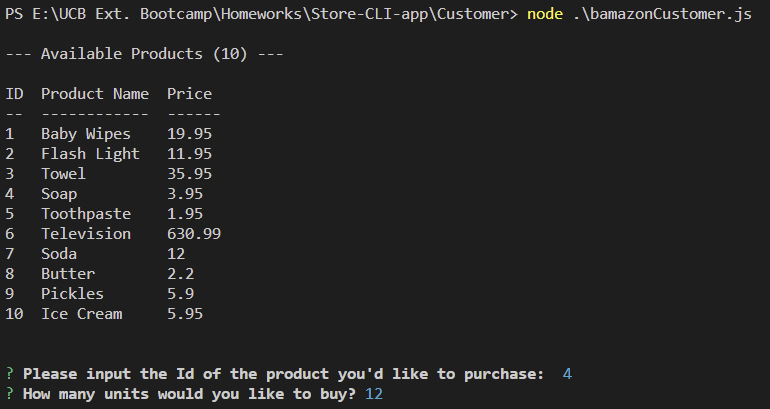 PS E:\UCB Ext. Bootcamp\Homeworks\Store-CLI-app\Customer> node .\bamazonCustomer.js
--- Available Products (10) ---
ID  Product Name  Price
--  ------------  ------
1   Baby Wipes    19.95
2   Flash Light   11.95
3   Towel         35.95
4   Soap          3.95
5   Toothpaste    1.95
6   Television    630.99
7   Soda          12
8   Butter        2.2
9   Pickles       5.9
10  Ice Cream     5.95
? Please input the Id of the product you'd like to purchase:  4
? How many units would you like to buy? 12